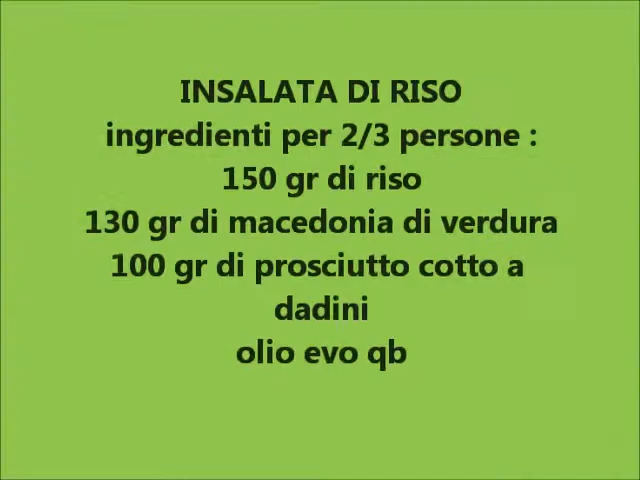 INSALATA DI RISO
ingredienti per 2/3 persone :
150 gr di riso
130 gr di macedonia di verdura
100 gr di prosciutto cotto a
dadini
olio evo qb